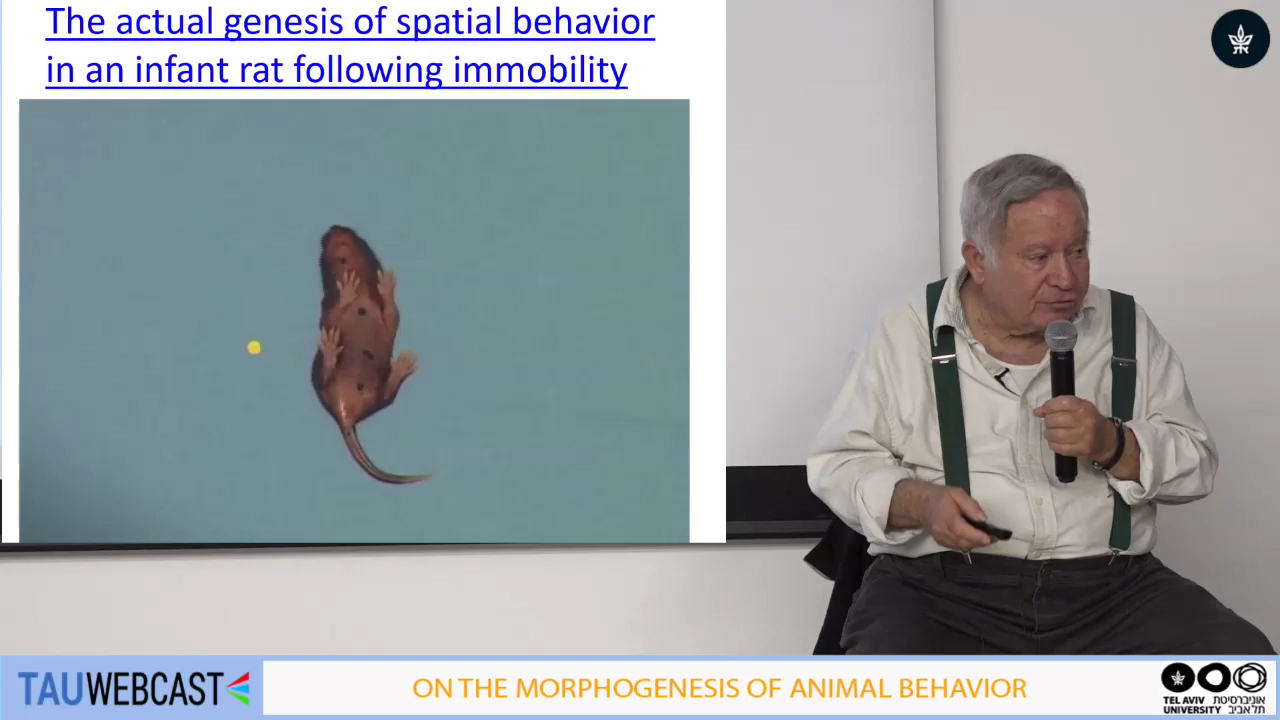 The actual genesis of spatial behavior
in an infant rat following immobility
TAUWEBCAST
ON THE MORPHOGENESIS OF ANIMAL BEHAVIOR
TEL AVIV אוניברסיטת
UNIVERSITY תל אביב